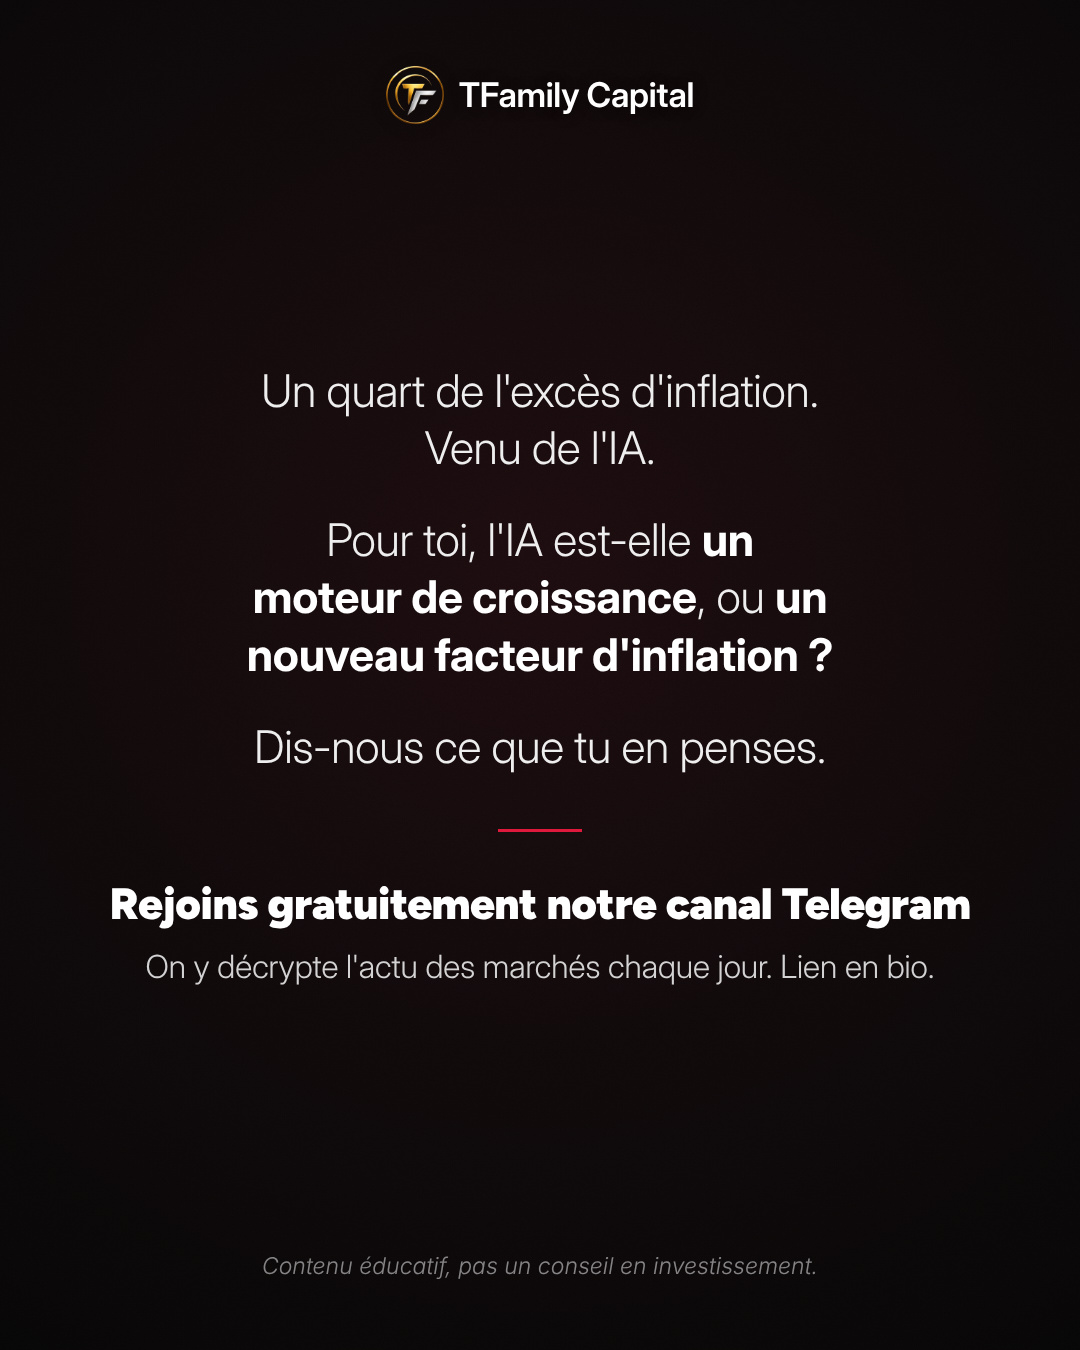 TF TFamily Capital
Un quart de l'excès d'inflation.
Venu de l'IA.
Pour toi, l'IA est-elle un
moteur de croissance, ou un
nouveau facteur d'inflation ?
Dis-nous ce que tu en penses.
Rejoins gratuitement notre canal Telegram
On y décrypte l'actu des marchés chaque jour. Lien en bio.
Contenu éducatif, pas un conseil en investissement.